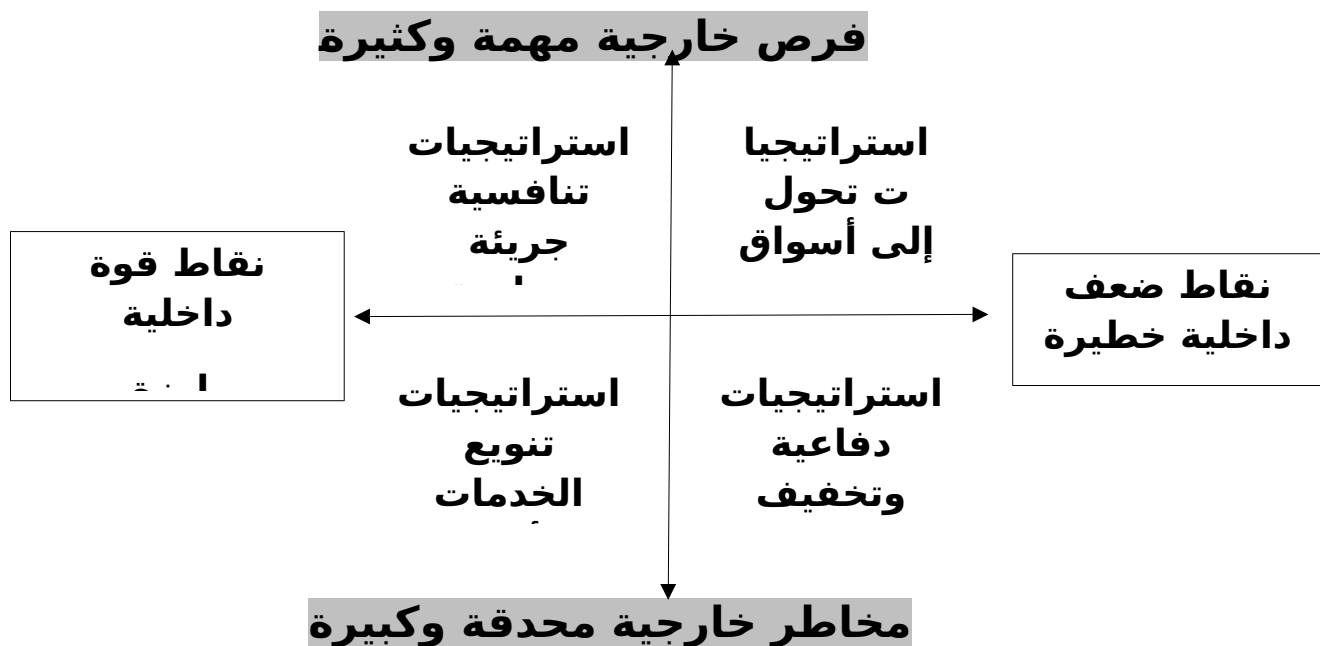 فرص خارجية مهمة وكثيرة
استراتيجيا
ت تحول
إلى أسواق
استراتيجيات
تنافسية
جريئة
نقاط ضعف
داخلية خطيرة
نقاط قوة
داخلية
استراتيجيات
دفاعية
وتخفيف
استراتيجيات
تنويع
الخدمات
مخاطر خارجية محدقة وكبيرة